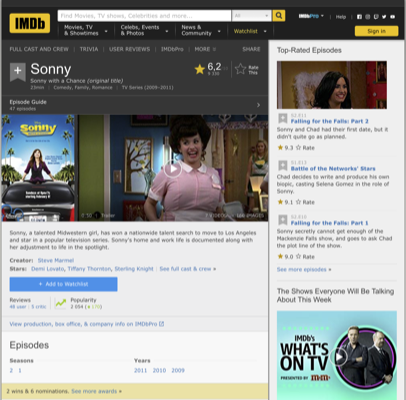 IMDb
Find Movies, TV shows, Celebrities and more...
All
IMDbPro
Help
Movies, TV & Showtimes
Celebs, Events & Photos
News & Community
Watchlist
Sign in
FULL CAST AND CREW | TRIVIA | USER REVIEWS | IMDbPro | MORE
SHARE
Sonny
Sonny with a Chance (original title)
22min | Comedy, Family, Romance | TV Series (2009–2011)
6,2
Rate This
Episode Guide
47 episodes
Sonny
Sonny, a talented Midwestern girl, has won a nationwide talent search to move to Los Angeles
and star in a popular television series. Sonny's home and work life is documented along with
her adjustment to life in the spotlight.
Creator: Steve Marmel
Stars: Demi Lovato, Tiffany Thornton, Sterling Knight | See full cast & crew »
+ Add to Watchlist
Reviews
Popularity
View production, box office, & company info on IMDbPro
Episodes
Seasons
2 1
Years
2011 2010 2009
2 wins & 6 nominations. See more awards »
Top-Rated Episodes
Falling for the Falls: Part 2
Sonny and Chad had their first date, but it
didn't quite go as planned.
9.3 Rate
Battle of the Networks' Stars
Chad decides to write and produce his own
biopic, casting Selena Gomez in the role of
Sonny.
9.1 Rate
Falling for the Falls: Part 1
Sonny secretly cannot get enough of the
Mackenzie Falls show, and goes to ask Chad
the plot line of the show.
9.0 Rate
See more episodes »
The Shows Everyone Will Be Talking
About This Week
IMDb's
WHAT'S
ON TV
PRESENTED BY m&m's